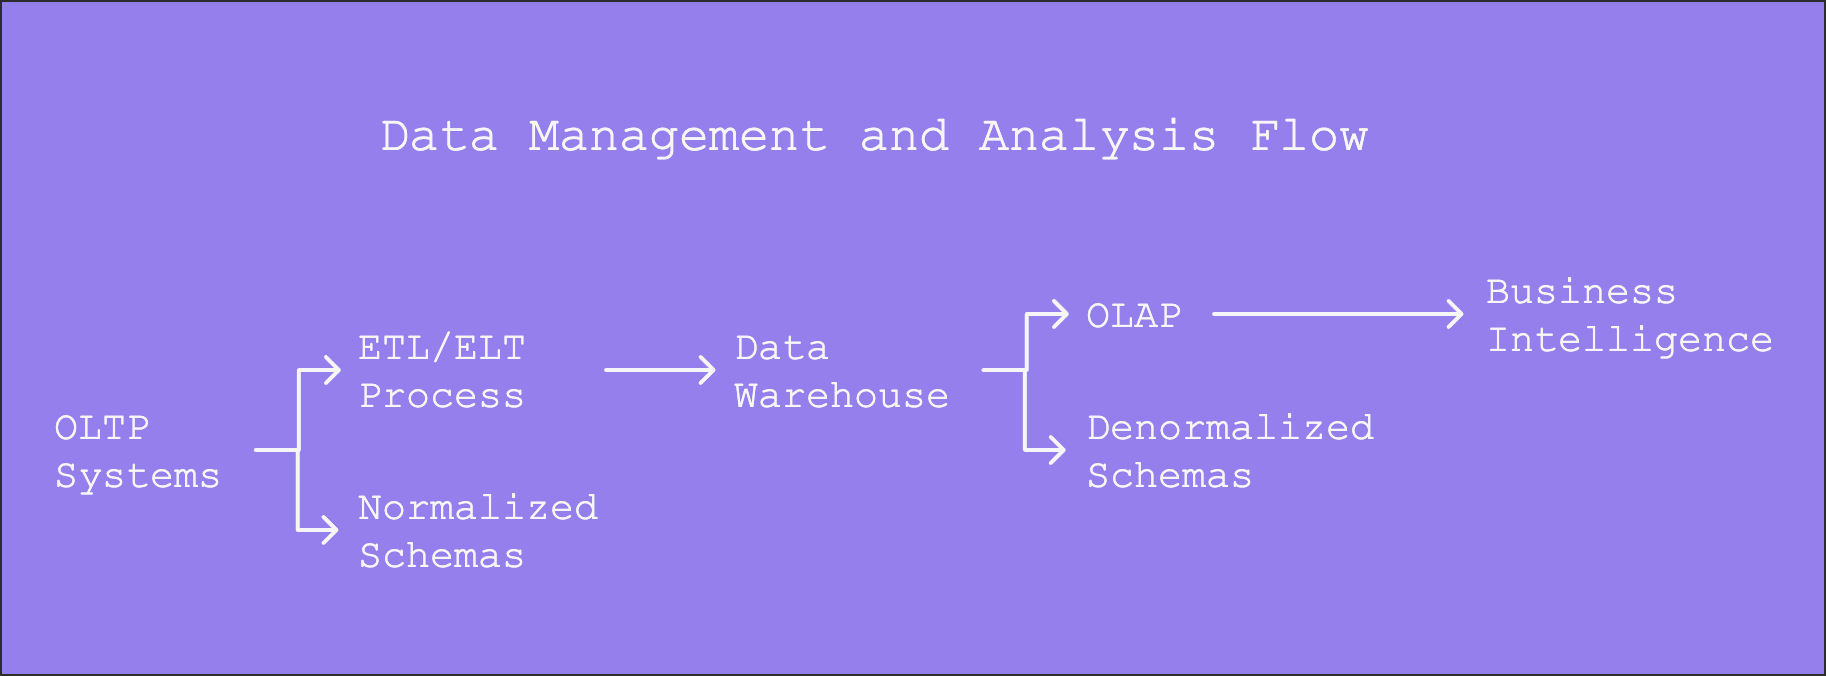 Data Management and Analysis Flow
OLTP
Systems
ETL/ELT
Process
Normalized
Schemas
Data
Warehouse
OLAP
Denormalized
Schemas
Business
Intelligence